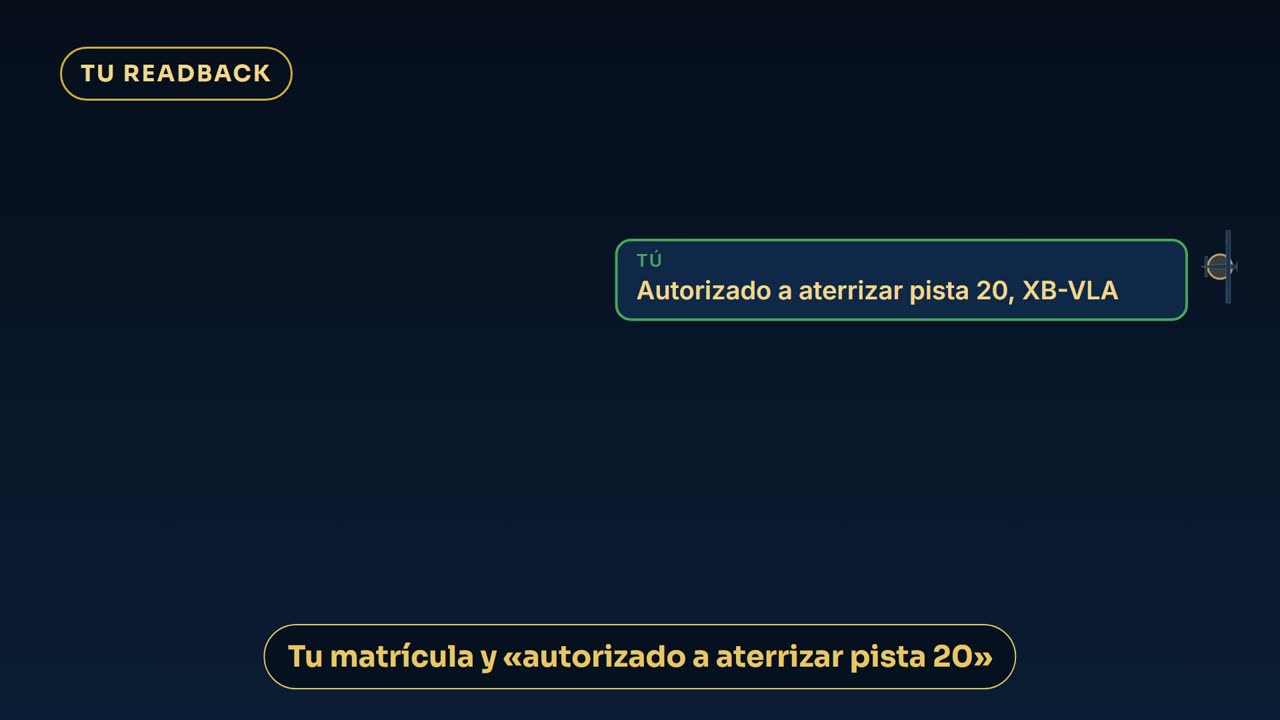 TU READBACK
TÚ
Autorizado a aterrizar pista 20, XB-VLA
Tu matrícula y «autorizado a aterrizar pista 20»